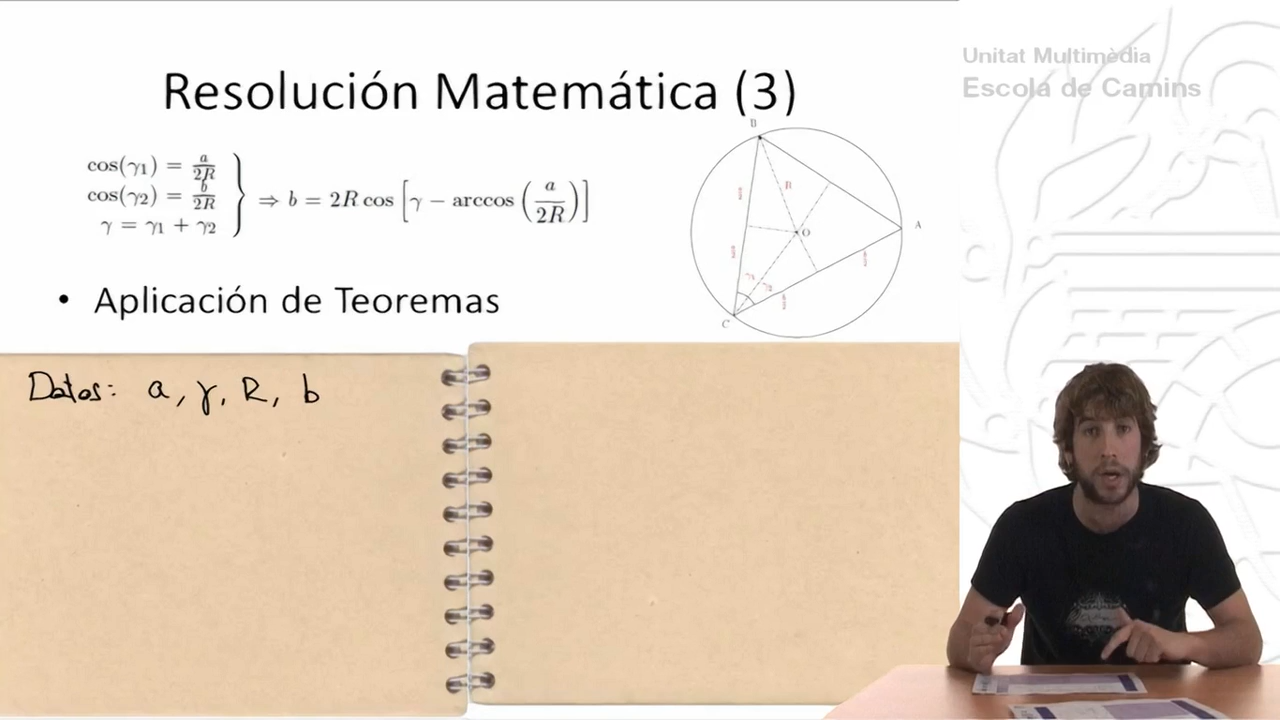 Resolución Matemática (3)
cos(γ₁) = a/2R
cos(γ₂) = b/2R
γ = γ₁ + γ₂
⇒ b = 2R cos [γ − arccos (a/2R)]
B
R
O
A
γ₁
γ₂
b/2
C
• Aplicación de Teoremas
Datos: a, γ, R, b
Unitat Multimèdia
Escola de Camins